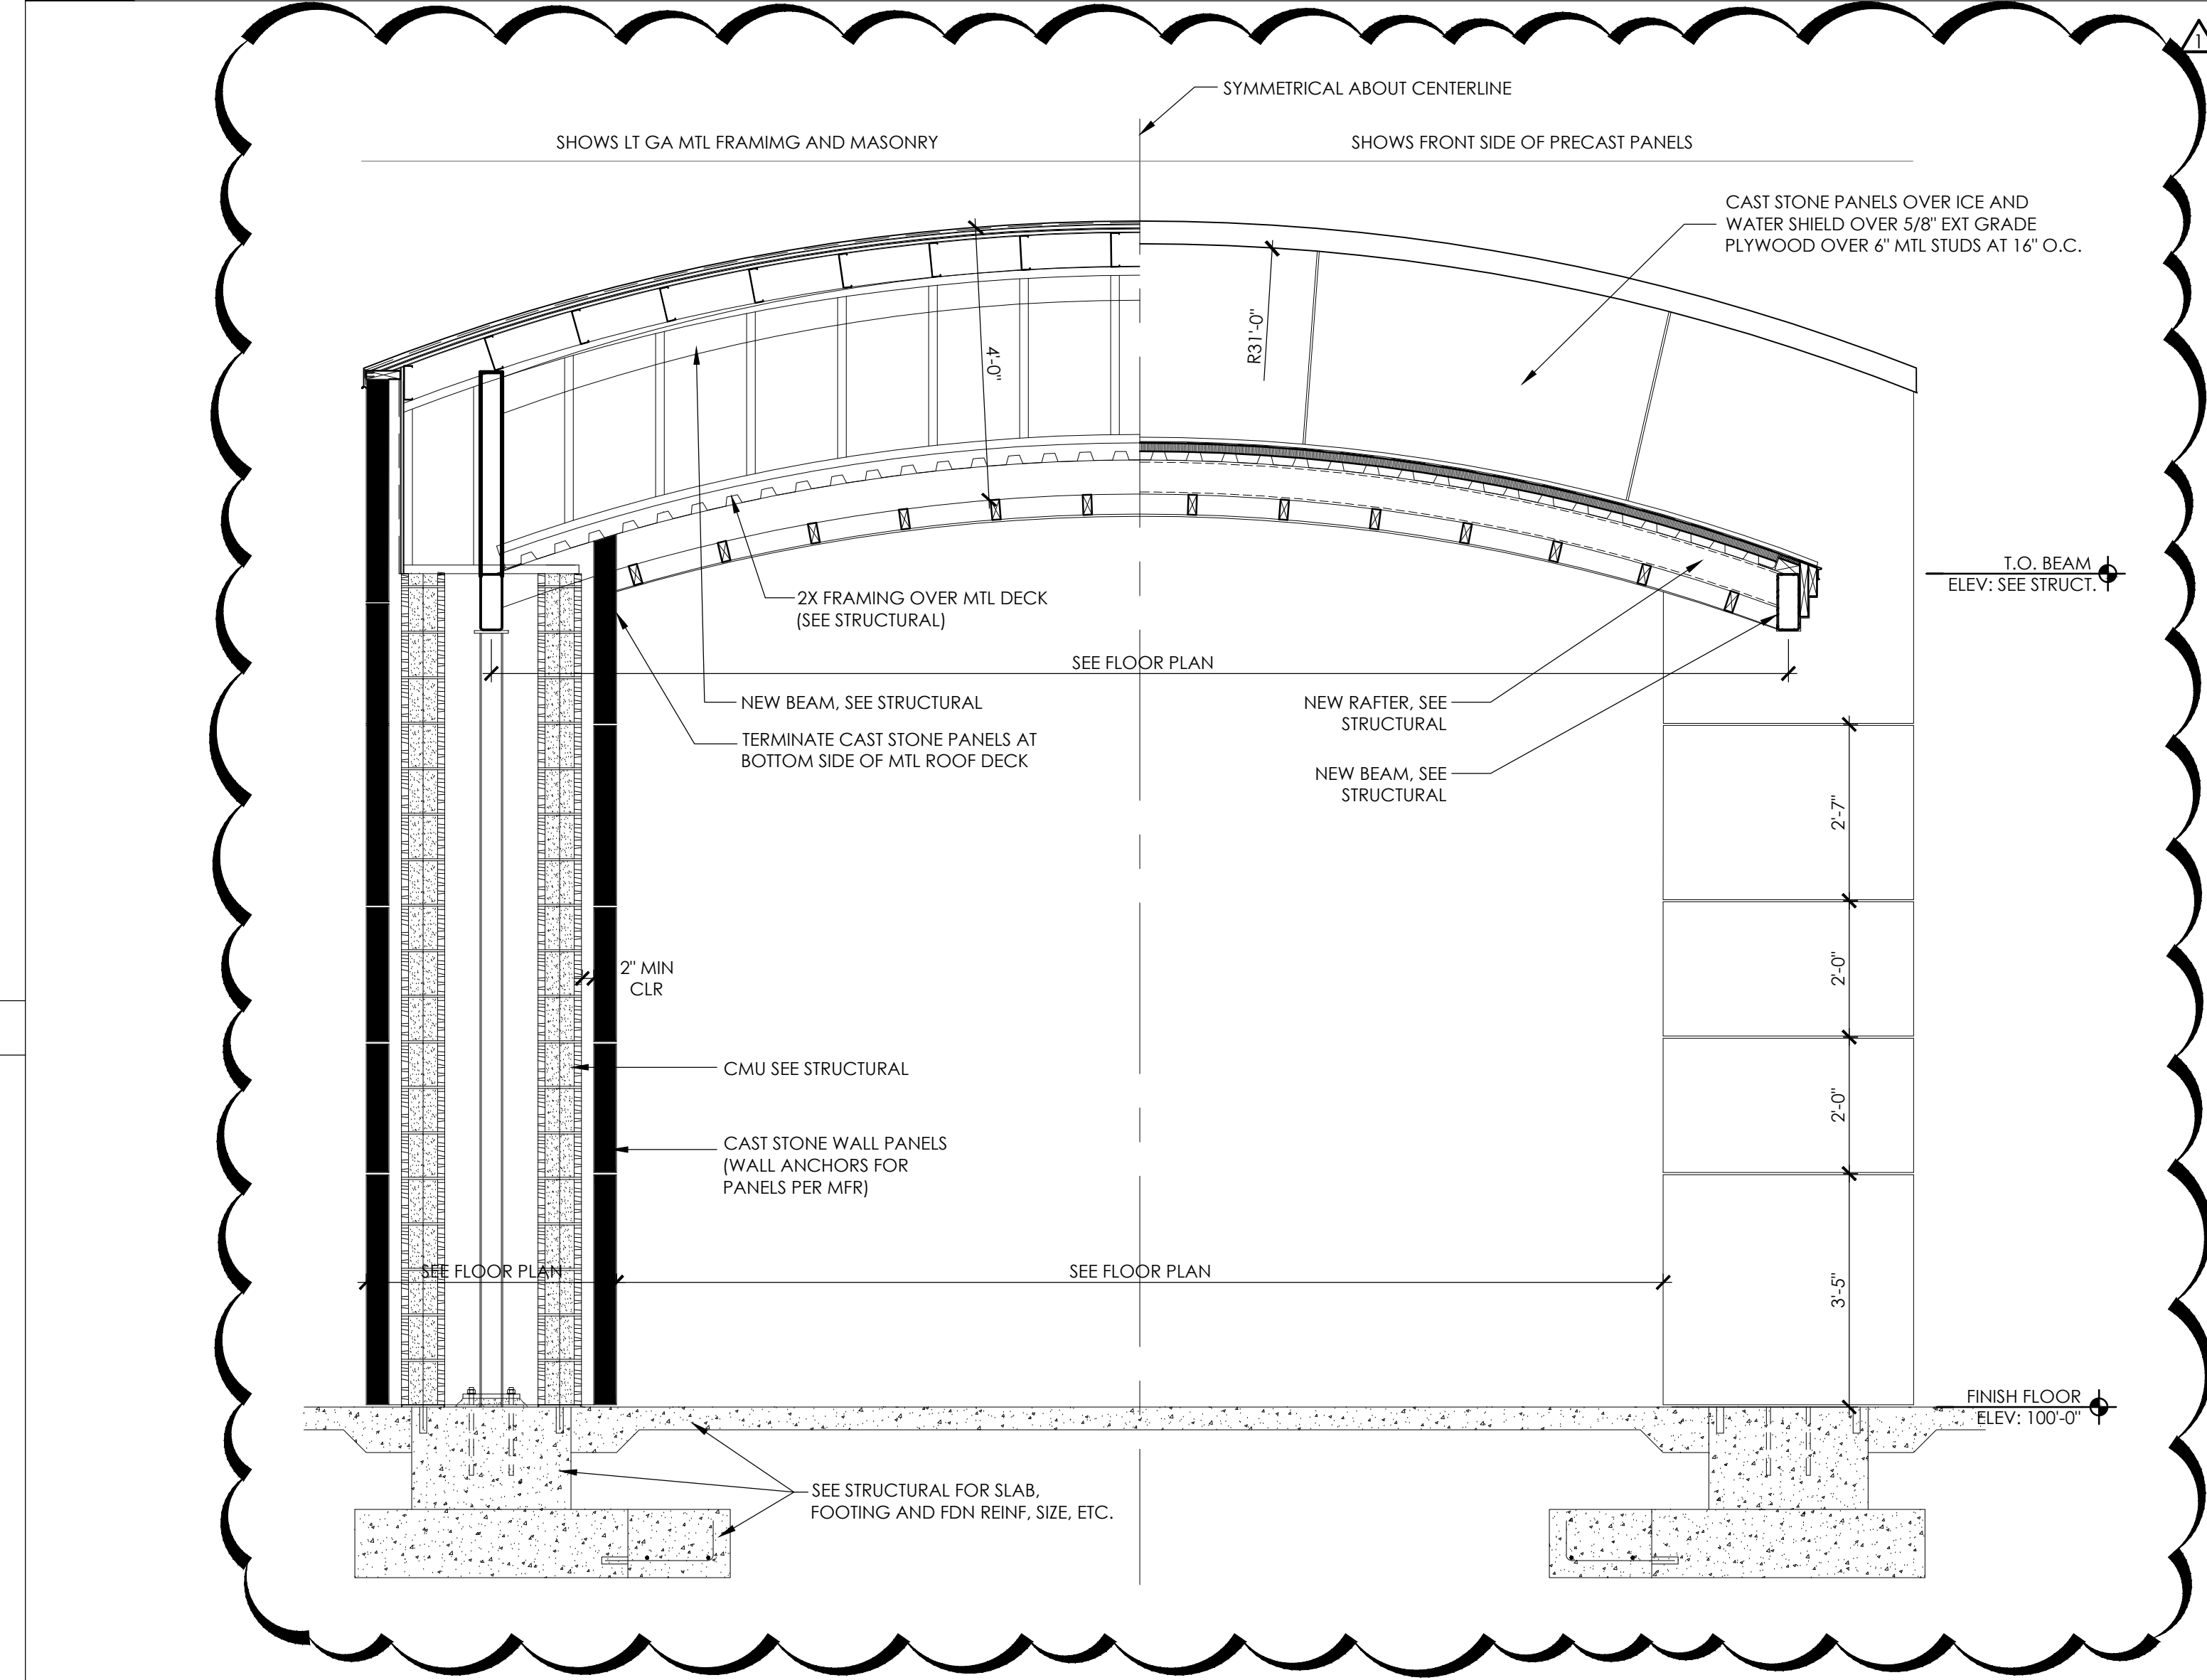 1
SYMMETRICAL ABOUT CENTERLINE
SHOWS LT GA MTL FRAMIMG AND MASONRY
SHOWS FRONT SIDE OF PRECAST PANELS
CAST STONE PANELS OVER ICE AND
WATER SHIELD OVER 5/8" EXT GRADE
PLYWOOD OVER 6" MTL STUDS AT 16" O.C.
4'-0"
R31'-0"
T.O. BEAM
ELEV: SEE STRUCT.
2X FRAMING OVER MTL DECK
(SEE STRUCTURAL)
SEE FLOOR PLAN
NEW BEAM, SEE STRUCTURAL
TERMINATE CAST STONE PANELS AT
BOTTOM SIDE OF MTL ROOF DECK
NEW RAFTER, SEE
STRUCTURAL
NEW BEAM, SEE
STRUCTURAL
2'-7"
2" MIN
CLR
2'-0"
CMU SEE STRUCTURAL
2'-0"
CAST STONE WALL PANELS
(WALL ANCHORS FOR
PANELS PER MFR)
SEE FLOOR PLAN
SEE FLOOR PLAN
3'-5"
FINISH FLOOR
ELEV: 100'-0"
SEE STRUCTURAL FOR SLAB,
FOOTING AND FDN REINF, SIZE, ETC.